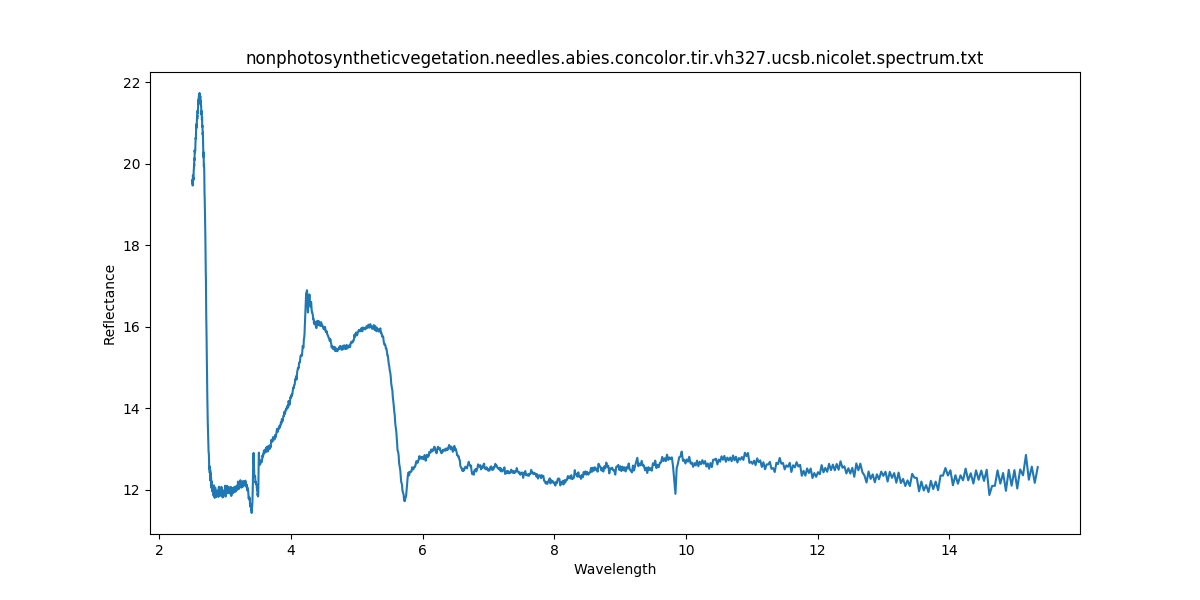 nonphotosyntheticvegetation.needles.abies.concolor.tir.vh327.ucsb.nicolet.spectrum.txt
22
20
18
16
14
12
Reflectance
2 4 6 8 10 12 14
Wavelength